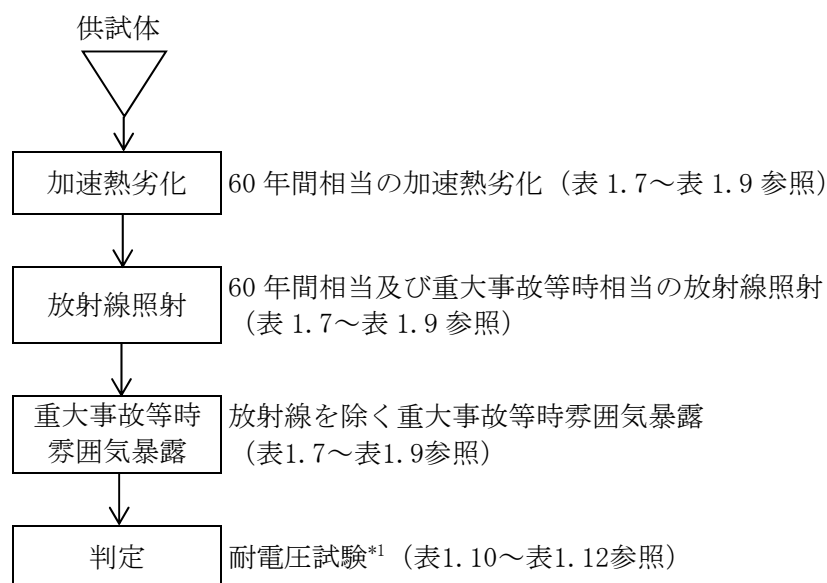 供試体
加速熱劣化 60 年間相当の加速熱劣化（表 1.7～表 1.9 参照）
放射線照射 60 年間相当及び重大事故等時相当の放射線照射
（表 1.7～表 1.9 参照）
重大事故等時
雰囲気暴露
放射線を除く重大事故等時雰囲気暴露
（表1.7～表1.9参照）
判定 耐電圧試験*1（表1.10～表1.12参照）